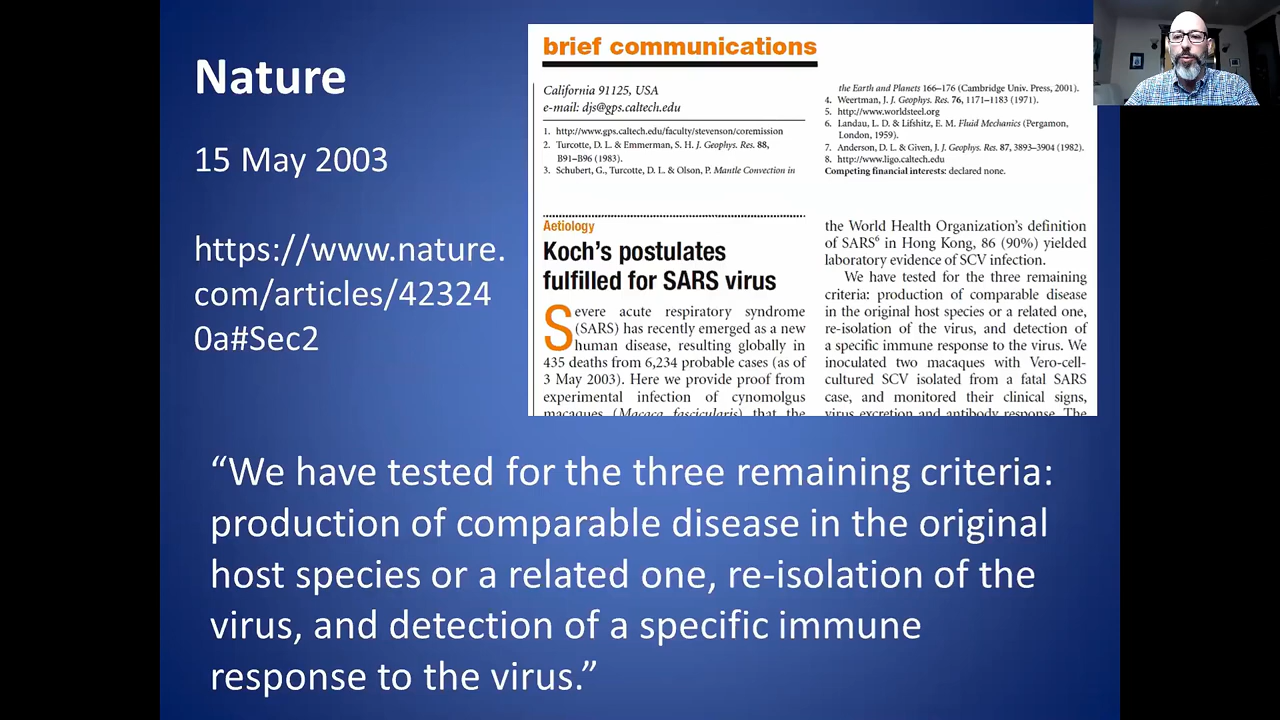 Nature
15 May 2003
https://www.nature.
com/articles/42324
0a#Sec2
brief communications
California 91125, USA
e-mail: djs@gps.caltech.edu
1. http://www.gps.caltech.edu/faculty/stevenson/coremission
2. Turcotte, D. L. & Emmerman, S. H. J. Geophys. Res. 88,
B91–B96 (1983).
3. Schubert, G., Turcotte, D. L. & Olson, P. Mantle Convection in
the Earth and Planets 166–176 (Cambridge Univ. Press, 2001).
4. Weertman, J. J. Geophys. Res. 76, 1171–1183 (1971).
5. http://www.worldsteel.org
6. Landau, L. D. & Lifshitz, E. M. Fluid Mechanics (Pergamon,
London, 1959).
7. Anderson, D. L. & Given, J. J. Geophys. Res. 87, 3893–3904 (1982).
8. http://www.ligo.caltech.edu
Competing financial interests: declared none.
Aetiology
Koch's postulates
fulfilled for SARS virus
Severe acute respiratory syndrome
(SARS) has recently emerged as a new
human disease, resulting globally in
435 deaths from 6,234 probable cases (as of
3 May 2003). Here we provide proof from
experimental infection of cynomolgus
macaques (Macaca fascicularis) that the
the World Health Organization's definition
of SARS6 in Hong Kong, 86 (90%) yielded
laboratory evidence of SCV infection.
We have tested for the three remaining
criteria: production of comparable disease
in the original host species or a related one,
re-isolation of the virus, and detection of
a specific immune response to the virus. We
inoculated two macaques with Vero-cell-
cultured SCV isolated from a fatal SARS
case, and monitored their clinical signs,
virus excretion and antibody response. The
“We have tested for the three remaining criteria:
production of comparable disease in the original
host species or a related one, re-isolation of the
virus, and detection of a specific immune
response to the virus.”